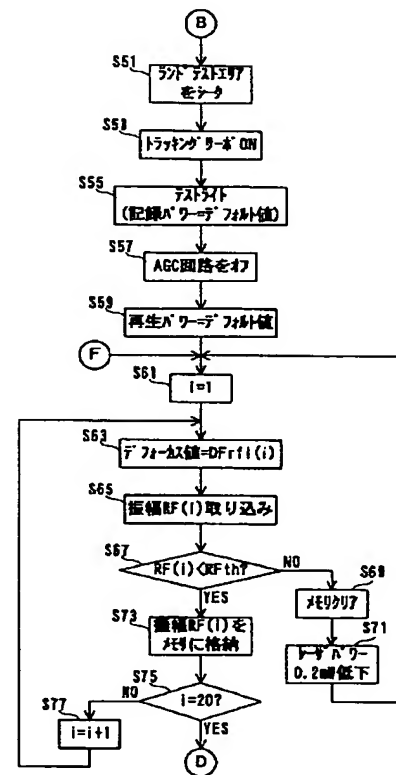 B
S51
ランドテストエリア
をシーク
S53
トラッキングサーボON
S55
テストライト
(記録パワー=デフォルト値)
S57
AGC回路をオフ
S59
再生パワー=デフォルト値
F
S61
i=1
S63
デフォーカス値=DFrfl(i)
S65
振幅RF(i)取り込み
S67
RF(i)<RFth?
NO
YES
S69
メモリクリア
S71
レーザパワー
0.2mW低下
S73
振幅RF(i)を
メモリに格納
S75
i=20?
NO
YES
S77
i=i+1
D